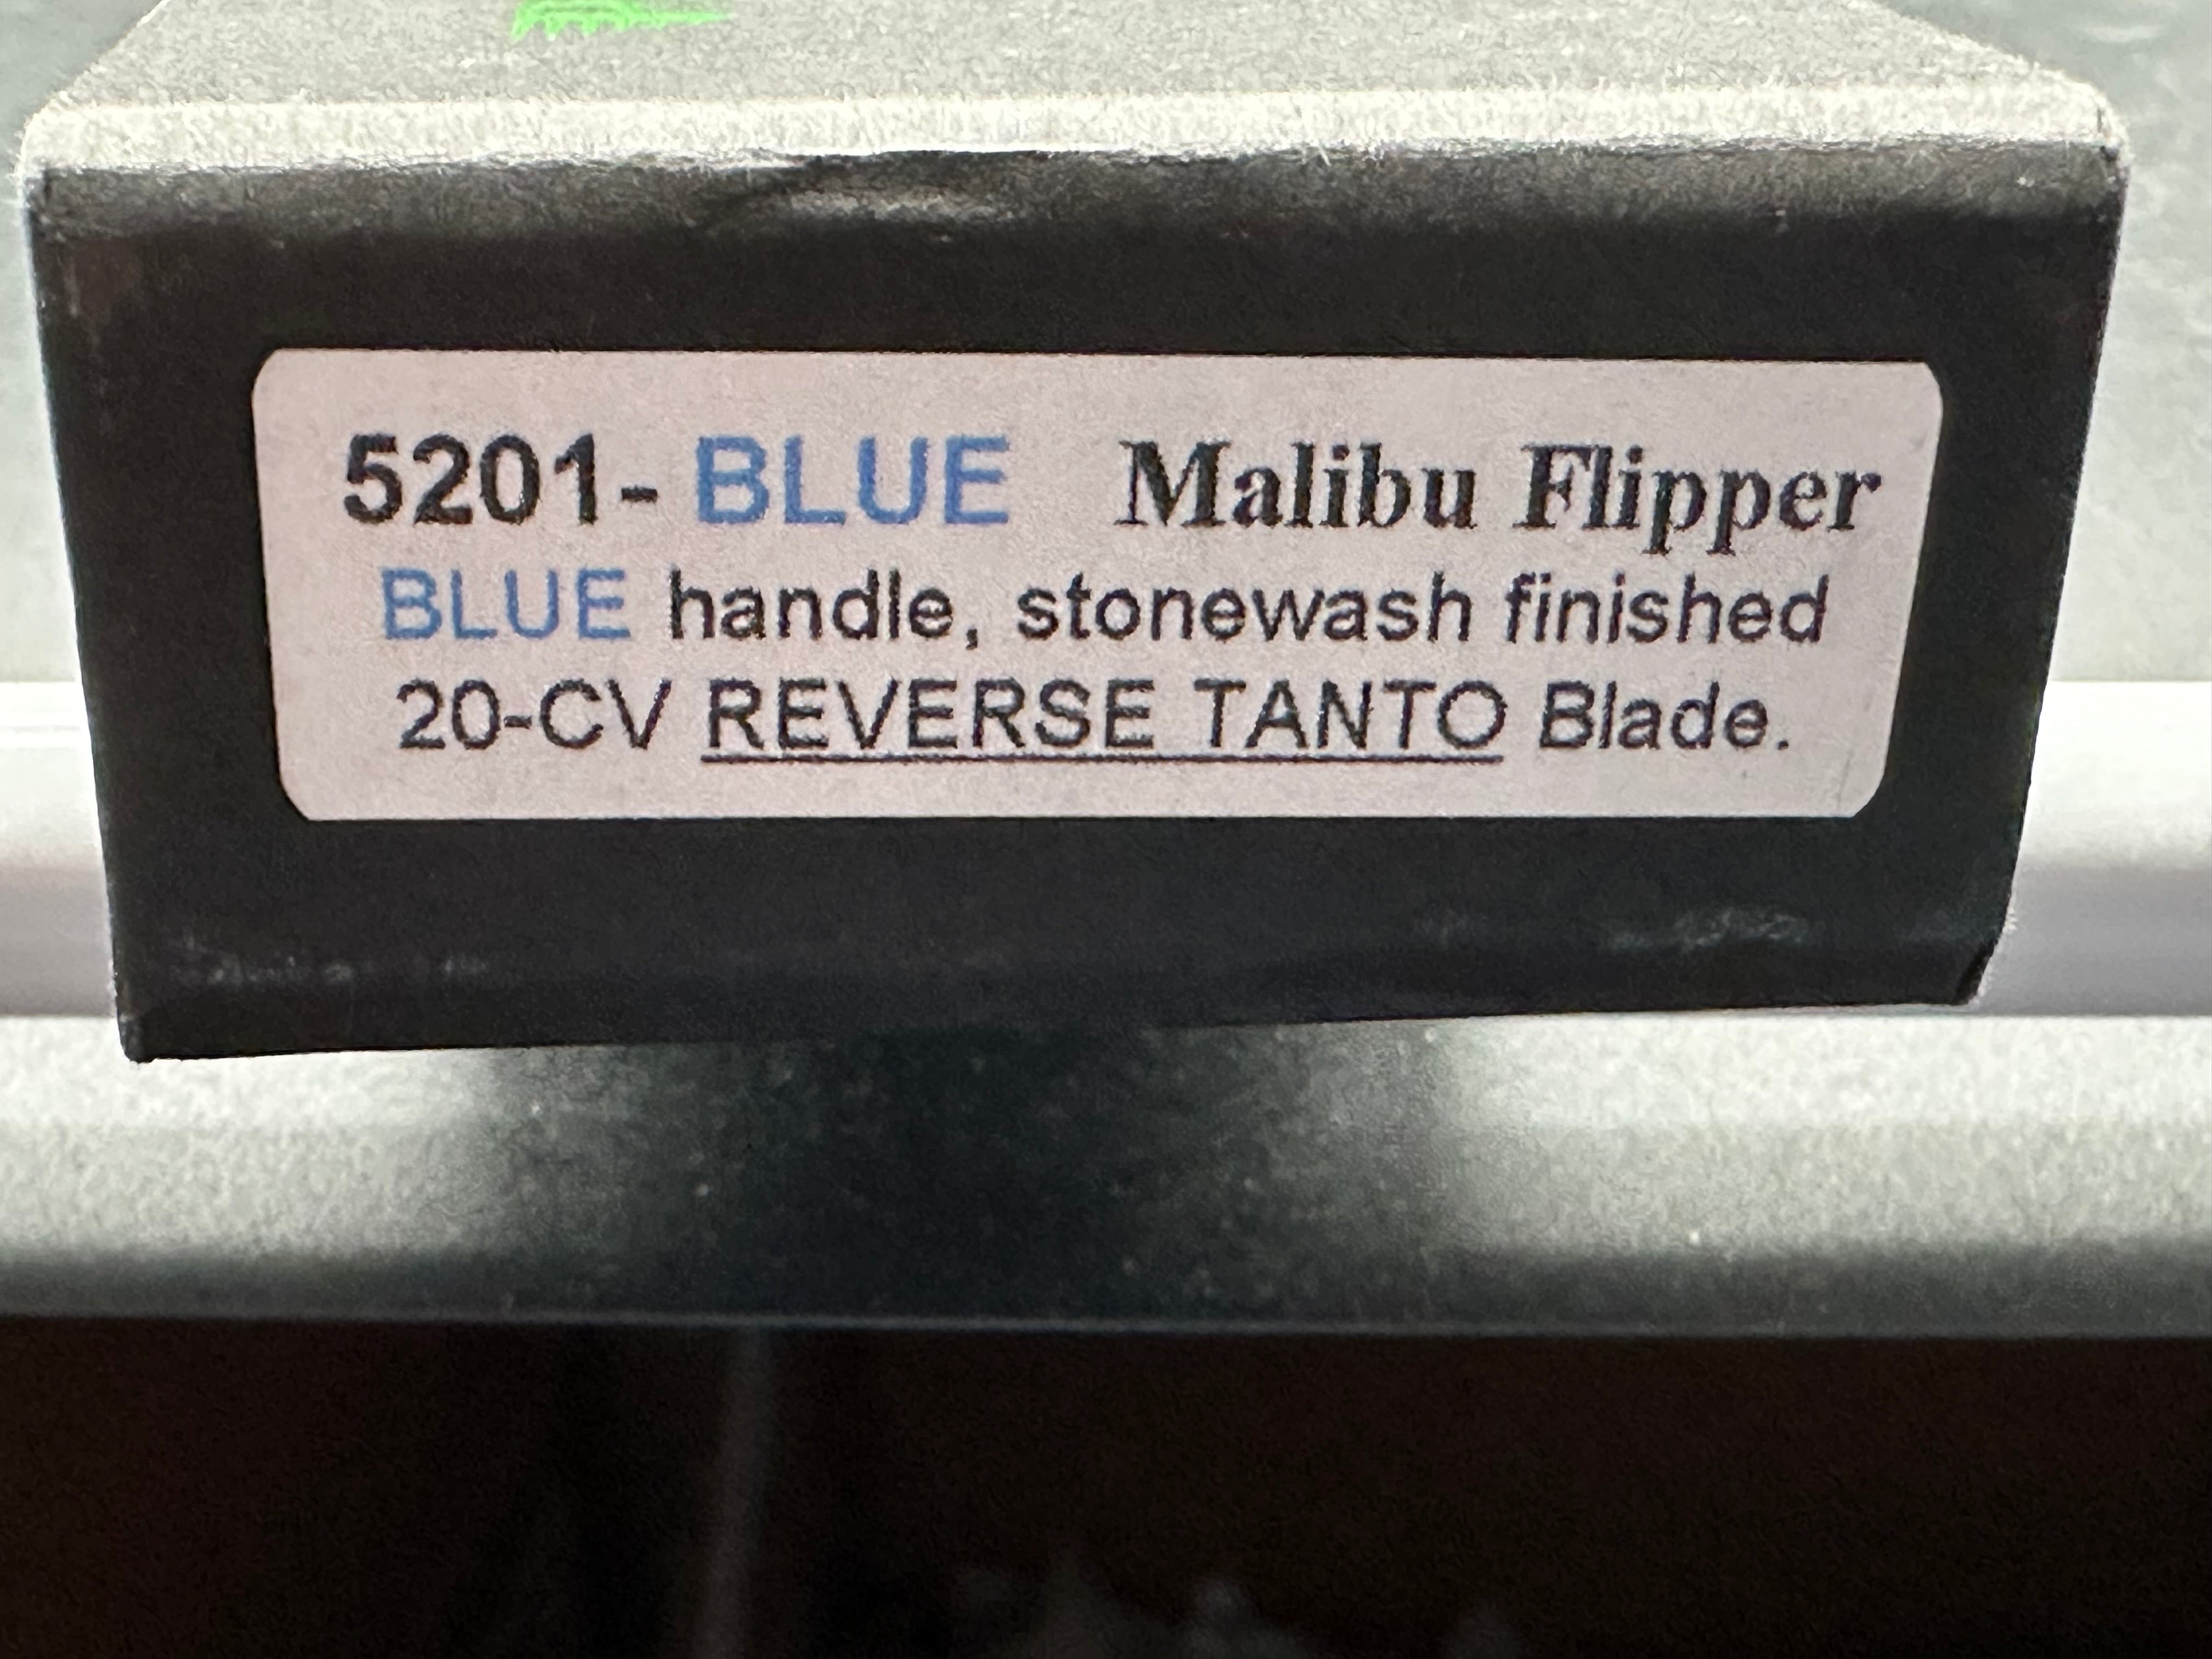 5201- BLUE Malibu Flipper
BLUE handle, stonewash finished
20-CV REVERSE TANTO Blade.